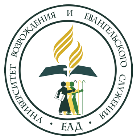 УНИВЕРСИТЕТ ВОЗРОЖДЕНИЯ И ЕВАНГЕЛЬСКОГО СЛУЖЕНИЯ
ЕАД